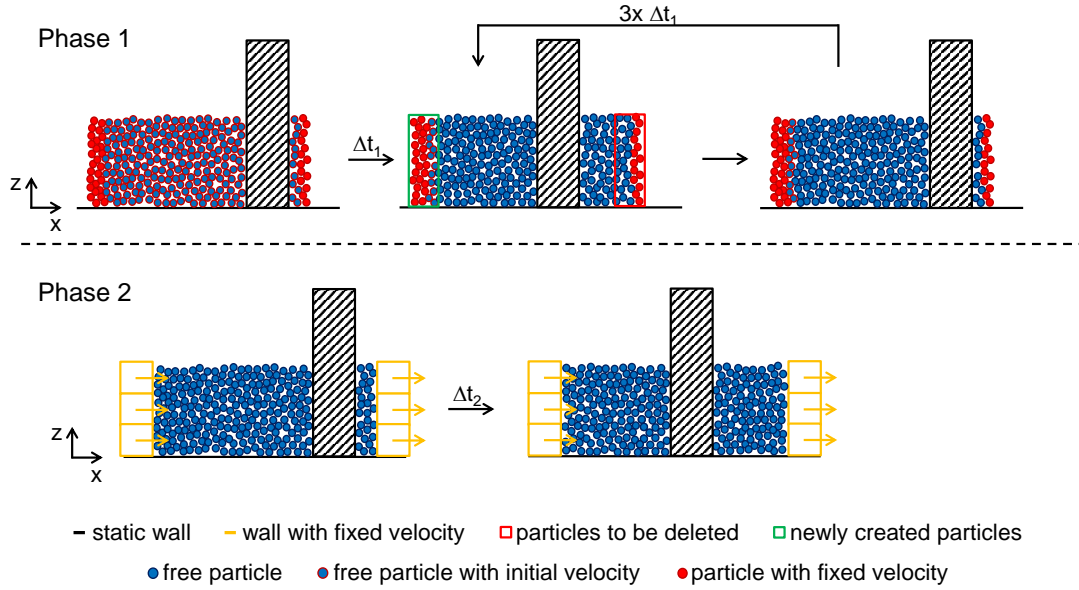 3x Δt₁
Phase 1
Δt₁
z
x
Phase 2
Δt₂
z
x
static wall
wall with fixed velocity
particles to be deleted
newly created particles
free particle
free particle with initial velocity
particle with fixed velocity